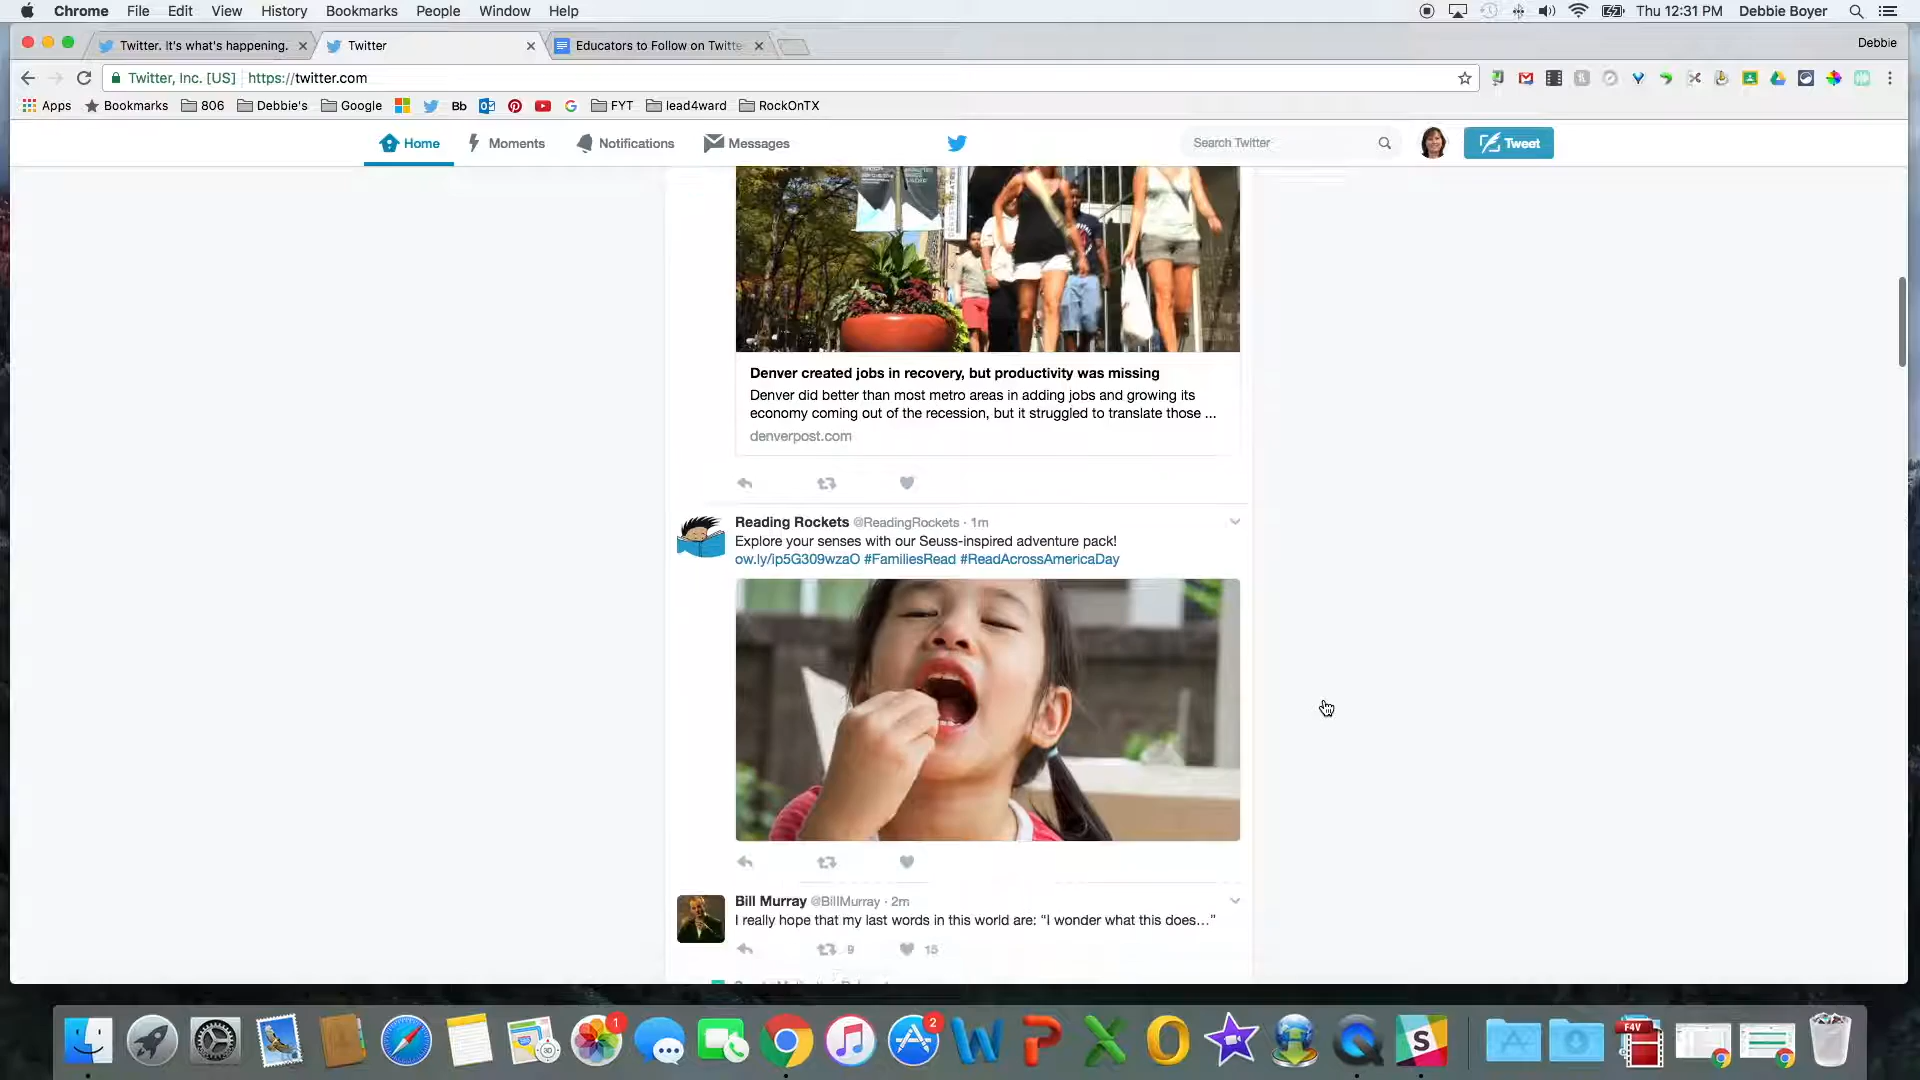 Chrome File Edit View History Bookmarks People Window Help Thu 12:31 PM Debbie Boyer
Twitter. It's what's happening. Twitter Educators to Follow on Twitte Debbie
Twitter, Inc. [US] https://twitter.com
Apps Bookmarks 806 Debbie's Google Bb FYT lead4ward RockOnTX
Home Moments Notifications Messages Search Twitter Tweet
Denver created jobs in recovery, but productivity was missing
Denver did better than most metro areas in adding jobs and growing its
economy coming out of the recession, but it struggled to translate those ...
denverpost.com
Reading Rockets @ReadingRockets · 1m
Explore your senses with our Seuss-inspired adventure pack!
ow.ly/ip5G309wzaO #FamiliesRead #ReadAcrossAmericaDay
Bill Murray @BillMurray · 2m
I really hope that my last words in this world are: “I wonder what this does…”
9 15
1 2 F4V